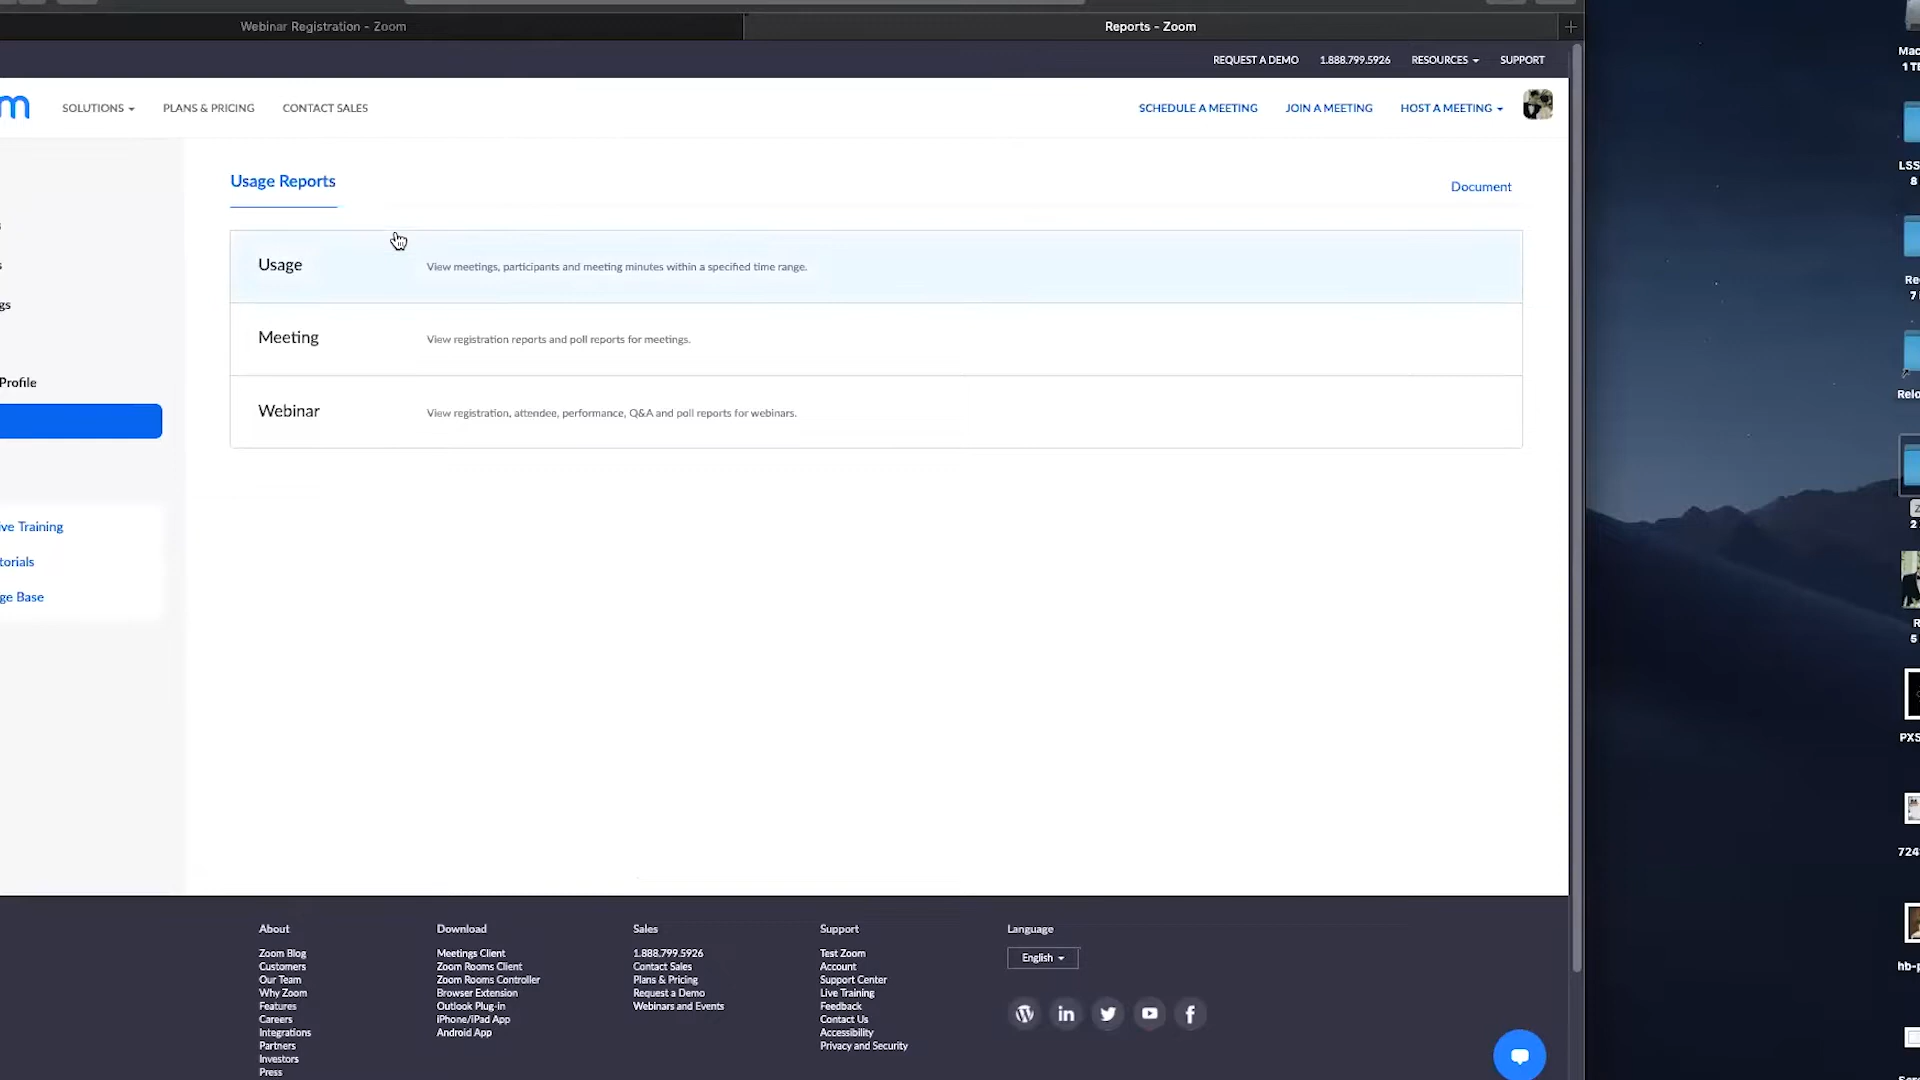 Webinar Registration - Zoom
Reports - Zoom
REQUEST A DEMO 1.888.799.5926 RESOURCES SUPPORT
m SOLUTIONS PLANS & PRICING CONTACT SALES SCHEDULE A MEETING JOIN A MEETING HOST A MEETING
Usage Reports
Document
Usage View meetings, participants and meeting minutes within a specified time range.
Meeting View registration reports and poll reports for meetings.
Webinar View registration, attendee, performance, Q&A and poll reports for webinars.
s
gs
Profile
ve Training
torials
ge Base
About
Zoom Blog
Customers
Our Team
Why Zoom
Features
Careers
Integrations
Partners
Investors
Press
Download
Meetings Client
Zoom Rooms Client
Zoom Rooms Controller
Browser Extension
Outlook Plug-in
iPhone/iPad App
Android App
Sales
1.888.799.5926
Contact Sales
Plans & Pricing
Request a Demo
Webinars and Events
Support
Test Zoom
Account
Support Center
Live Training
Feedback
Contact Us
Accessibility
Privacy and Security
Language
English
Mac
1 TE
LSS
8
Re
7
Relo
2
R
5
PXS
724
hb-p